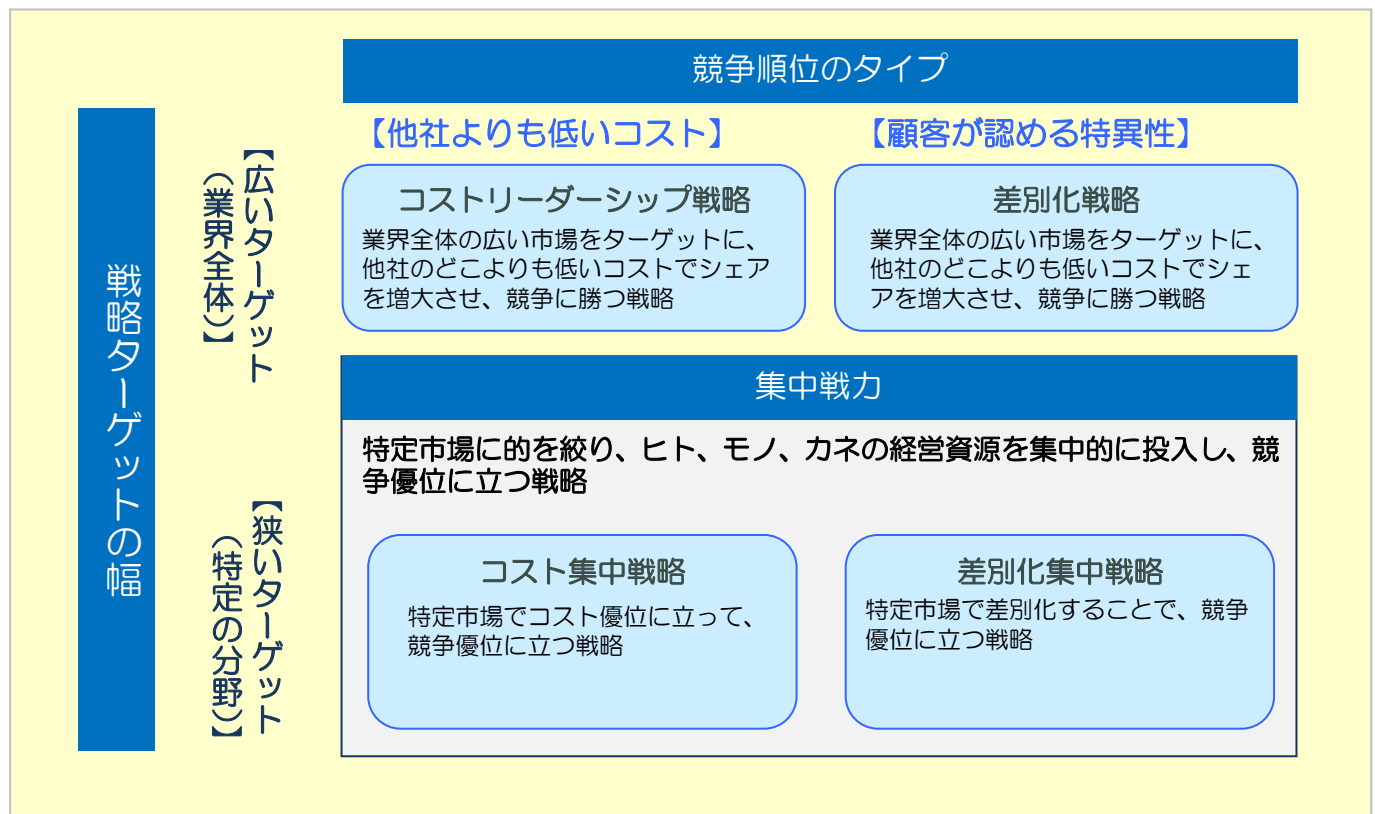 競争順位のタイプ
【他社よりも低いコスト】
【顧客が認める特異性】
戦略ターゲットの幅
【広いターゲット
（業界全体）】
コストリーダーシップ戦略
業界全体の広い市場をターゲットに、
他社のどこよりも低いコストでシェア
を増大させ、競争に勝つ戦略
差別化戦略
業界全体の広い市場をターゲットに、
他社のどこよりも低いコストでシェ
アを増大させ、競争に勝つ戦略
【狭いターゲット
（特定の分野）】
集中戦力
特定市場に的を絞り、ヒト、モノ、カネの経営資源を集中的に投入し、競
争優位に立つ戦略
コスト集中戦略
特定市場でコスト優位に立って、
競争優位に立つ戦略
差別化集中戦略
特定市場で差別化することで、競争
優位に立つ戦略